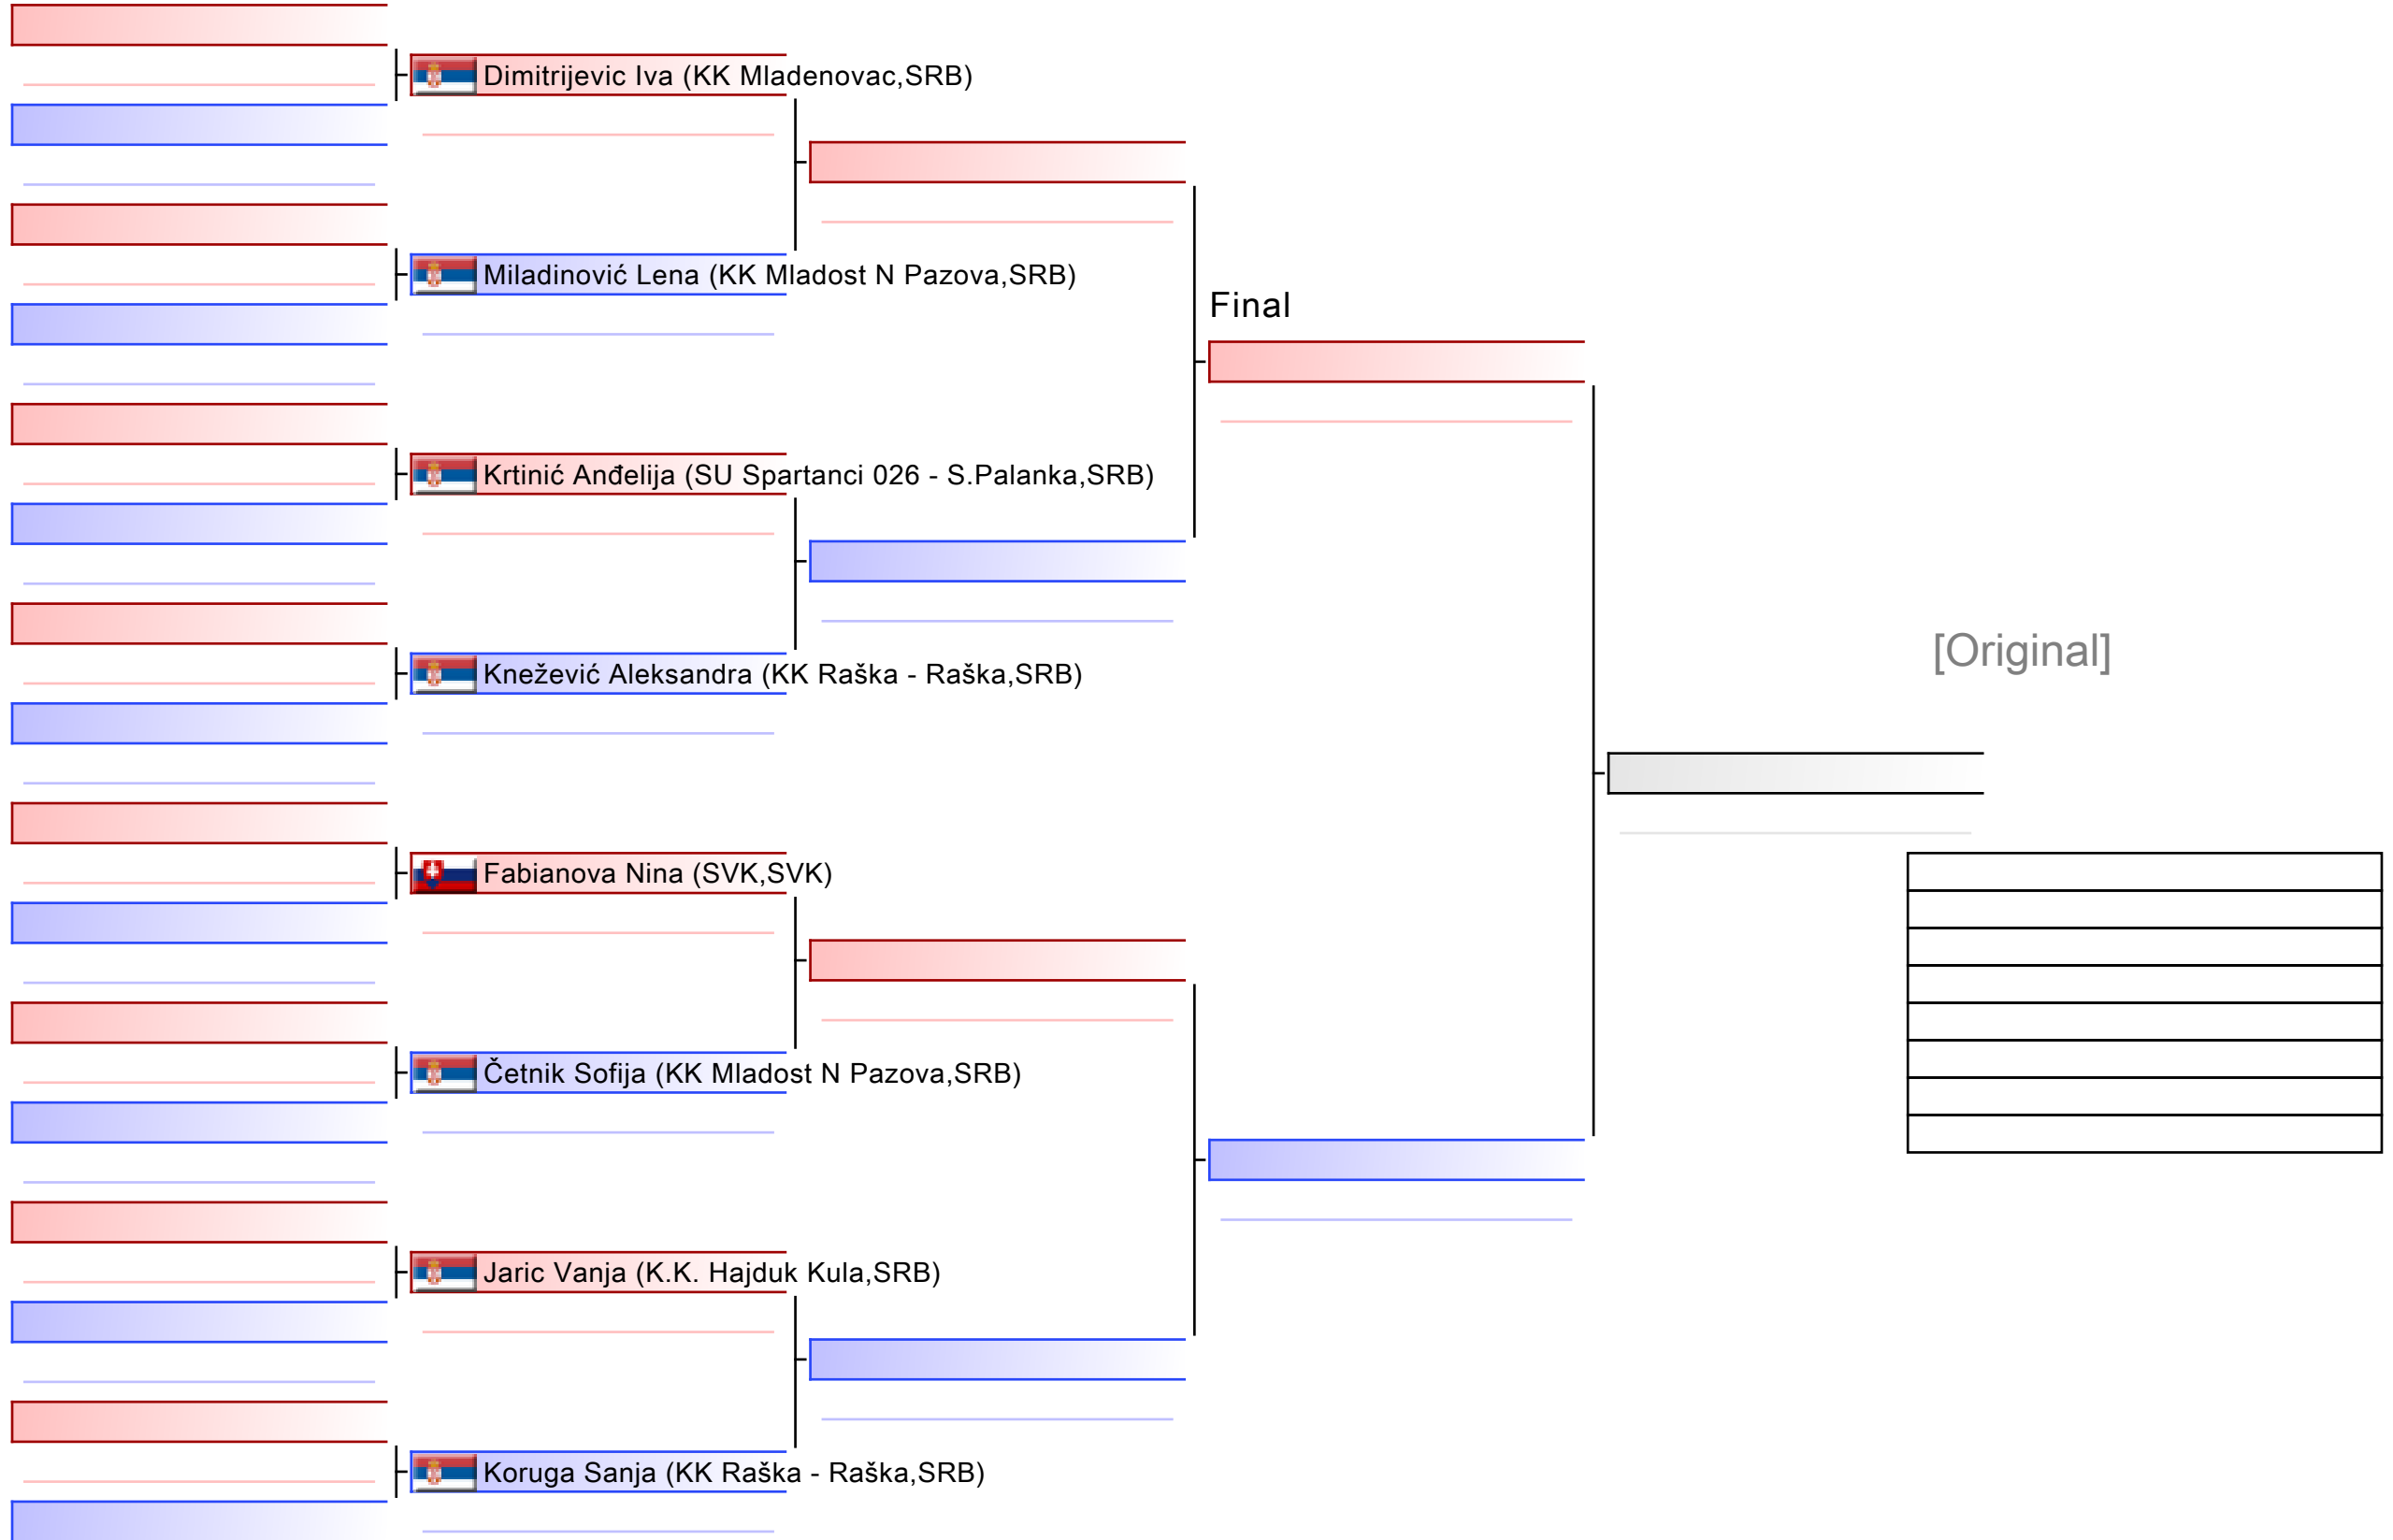 Dimitrijevic Iva (KK Mladenovac,SRB)
Miladinović Lena (KK Mladost N Pazova,SRB)
Final
Krtinić Anđelija (SU Spartanci 026 - S.Palanka,SRB)
[Original]
Knežević Aleksandra (KK Raška - Raška,SRB)
Fabianova Nina (SVK,SVK)
Četnik Sofija (KK Mladost N Pazova,SRB)
Jaric Vanja (K.K. Hajduk Kula,SRB)
Koruga Sanja (KK Raška - Raška,SRB)